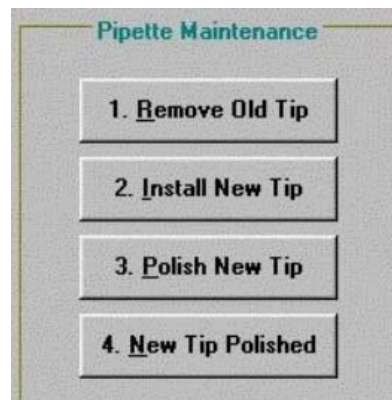 Pipette Maintenance
1. Remove Old Tip
2. Install New Tip
3. Polish New Tip
4. New Tip Polished